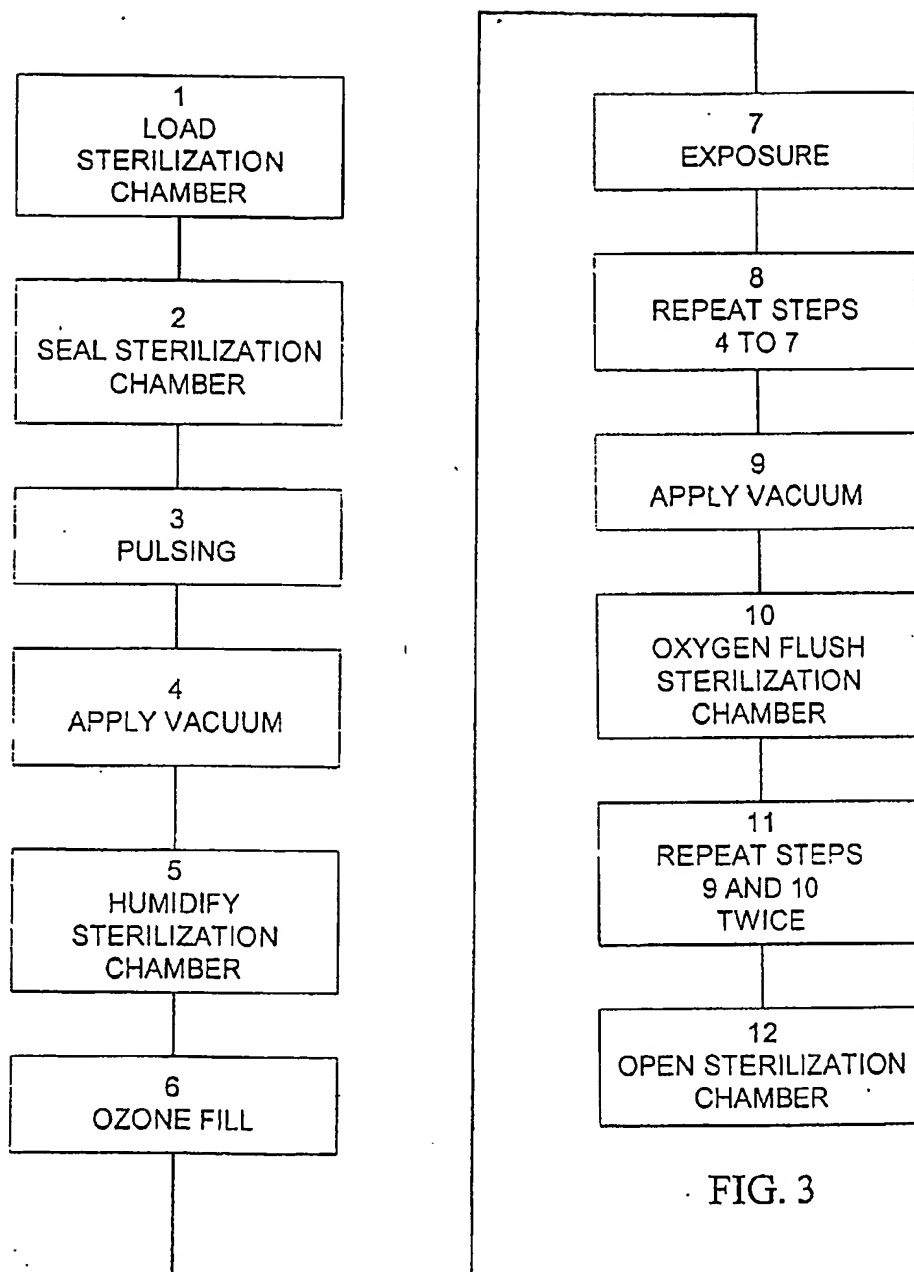 1
LOAD
STERILIZATION
CHAMBER
2
SEAL STERILIZATION
CHAMBER
3
PULSING
4
APPLY VACUUM
5
HUMIDIFY
STERILIZATION
CHAMBER
6
OZONE FILL
7
EXPOSURE
8
REPEAT STEPS
4 TO 7
9
APPLY VACUUM
10
OXYGEN FLUSH
STERILIZATION
CHAMBER
11
REPEAT STEPS
9 AND 10
TWICE
12
OPEN STERILIZATION
CHAMBER
FIG. 3